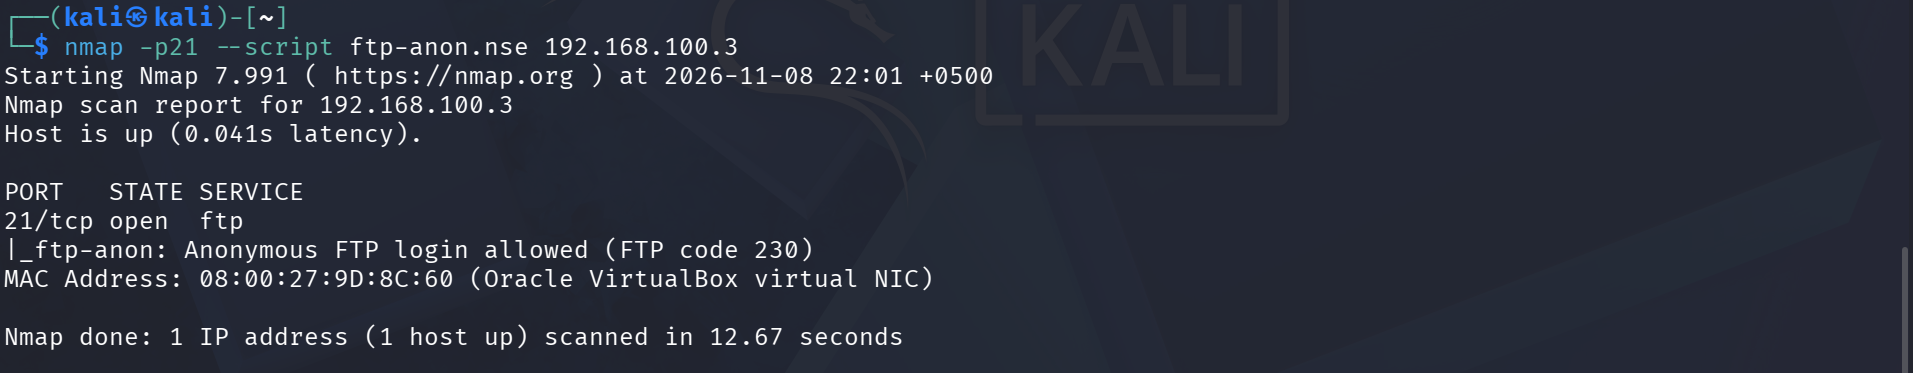 ┌──(kali㉿kali)-[~]
└─$ nmap -p21 --script ftp-anon.nse 192.168.100.3
Starting Nmap 7.991 ( https://nmap.org ) at 2026-11-08 22:01 +0500
Nmap scan report for 192.168.100.3
Host is up (0.041s latency).
PORT   STATE SERVICE
21/tcp open  ftp
|_ftp-anon: Anonymous FTP login allowed (FTP code 230)
MAC Address: 08:00:27:9D:8C:60 (Oracle VirtualBox virtual NIC)
Nmap done: 1 IP address (1 host up) scanned in 12.67 seconds
KALI